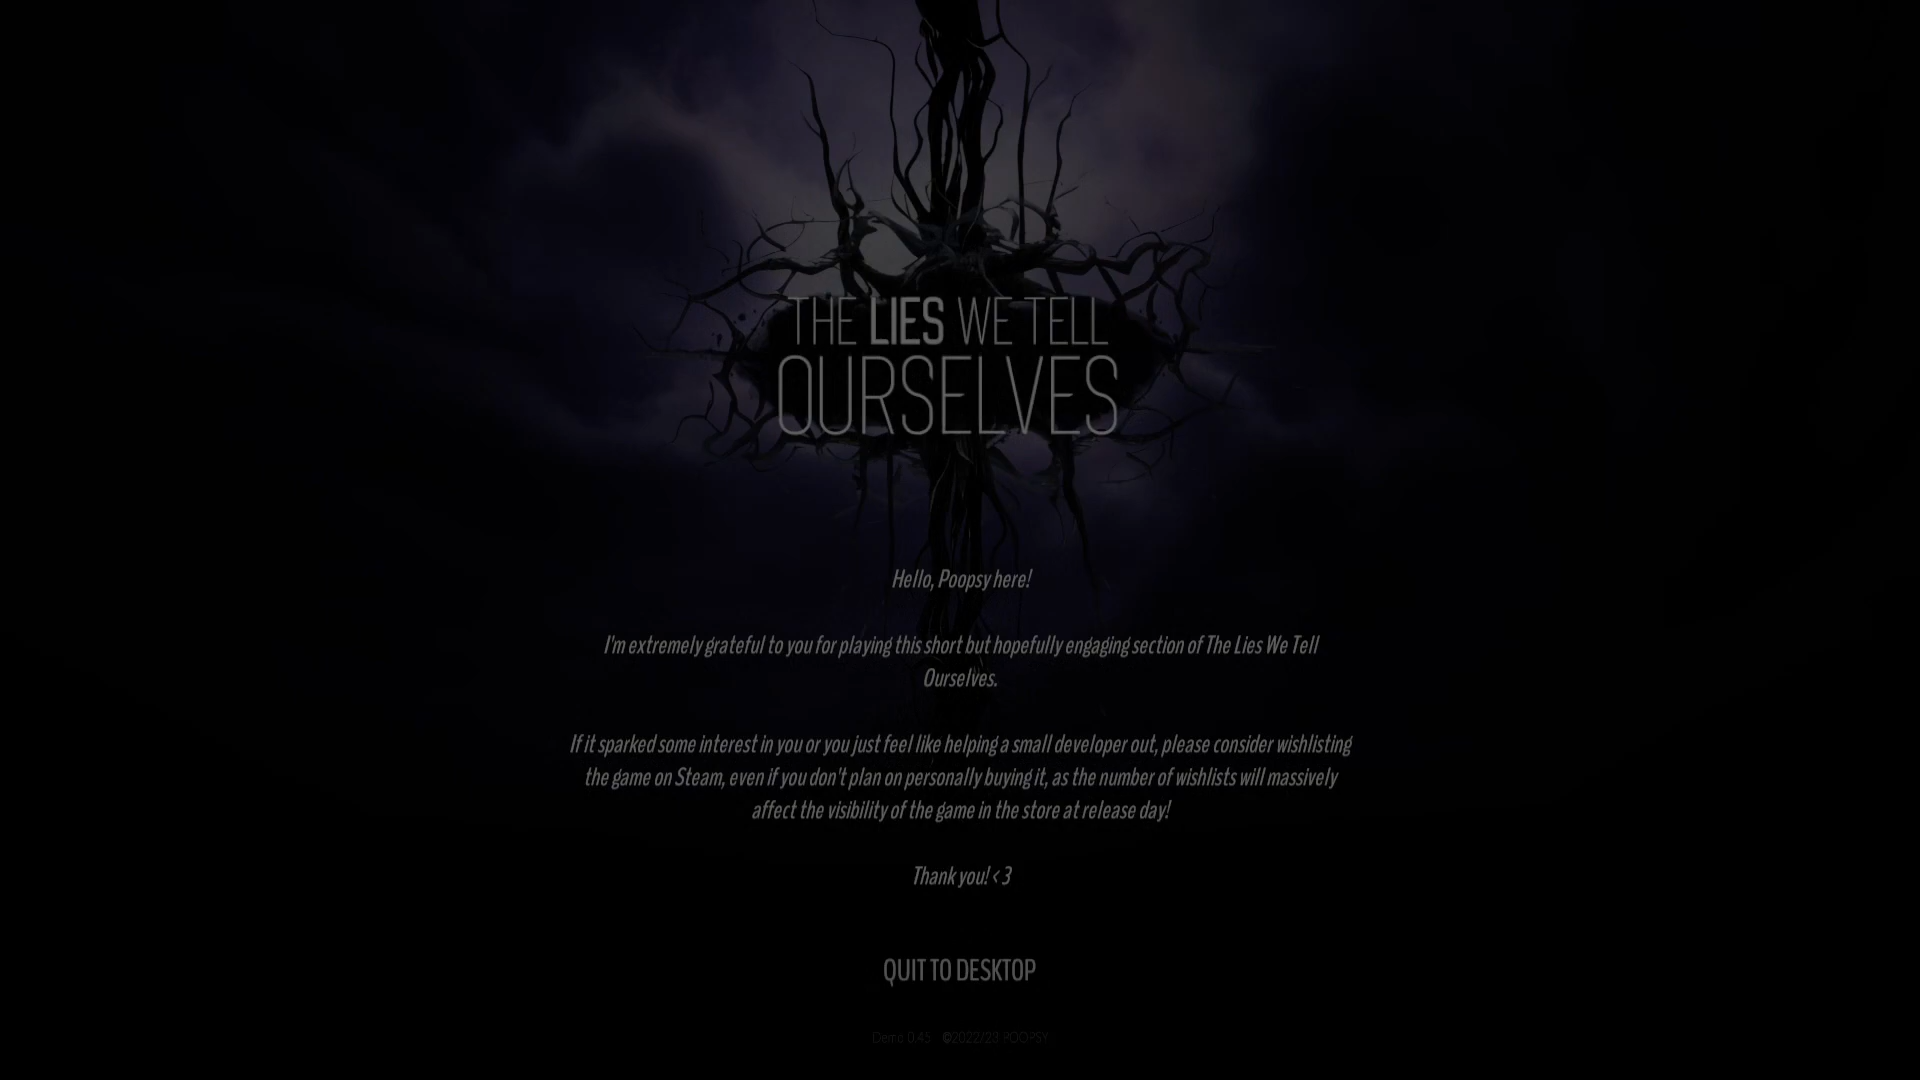 THE LIES WE TELL
OURSELVES
Hello, Poopsy here!
I'm extremely grateful to you for playing this short but hopefully engaging section of The Lies We Tell
Ourselves.
If it sparked some interest in you or you just feel like helping a small developer out, please consider wishlisting
the game on Steam, even if you don't plan on personally buying it, as the number of wishlists will massively
affect the visibility of the game in the store at release day!
Thank you! <3
QUIT TO DESKTOP
Demo 0.45 ©2022/23 POOPSY